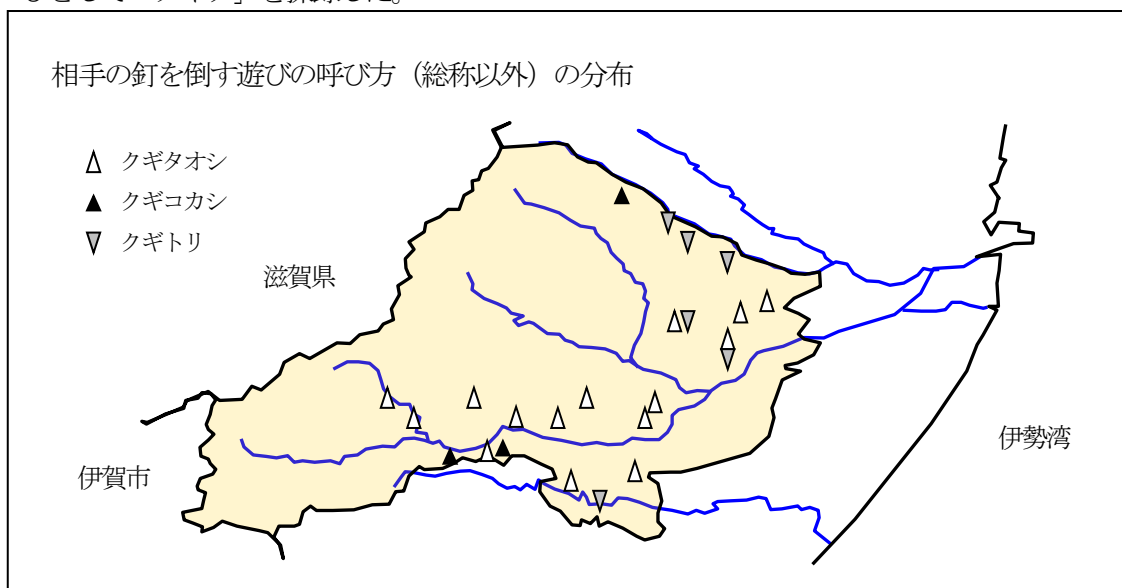 相手の釘を倒す遊びの呼び方（総称以外）の分布
クギタオシ
クギコカシ
クギトリ
滋賀県
伊賀市
伊勢湾